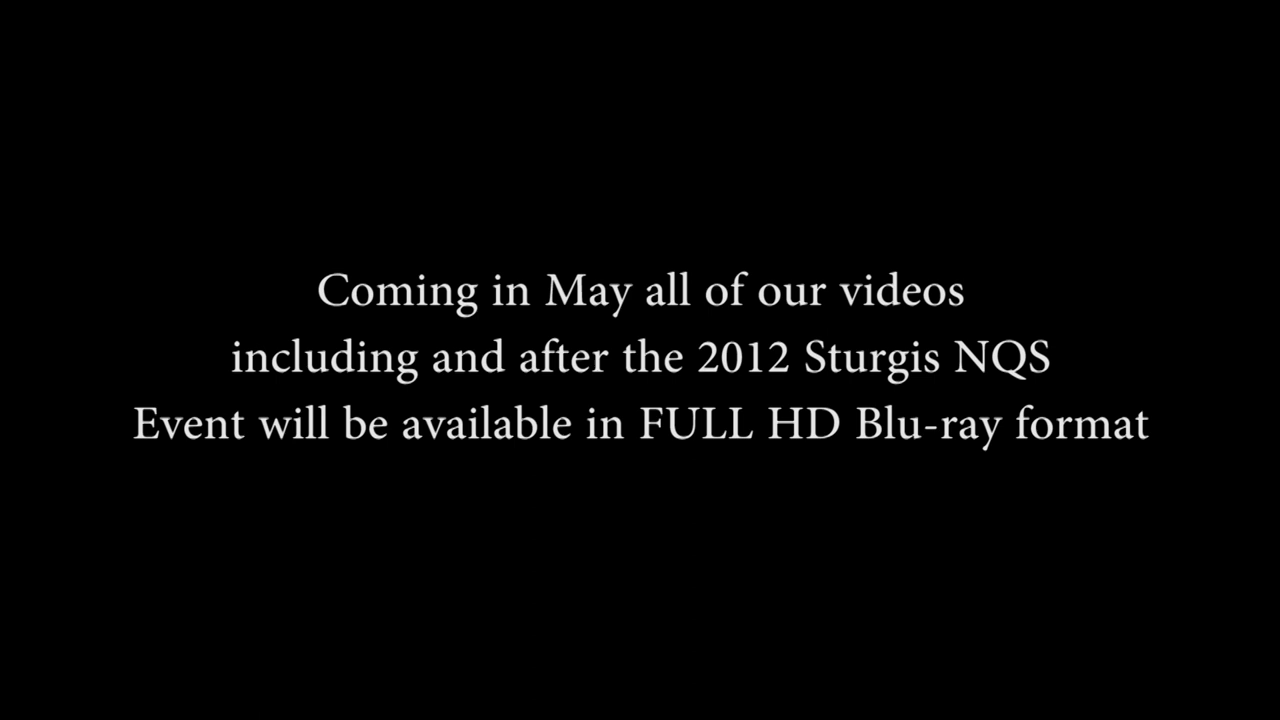 Coming in May all of our videos
including and after the 2012 Sturgis NQS
Event will be available in FULL HD Blu-ray format